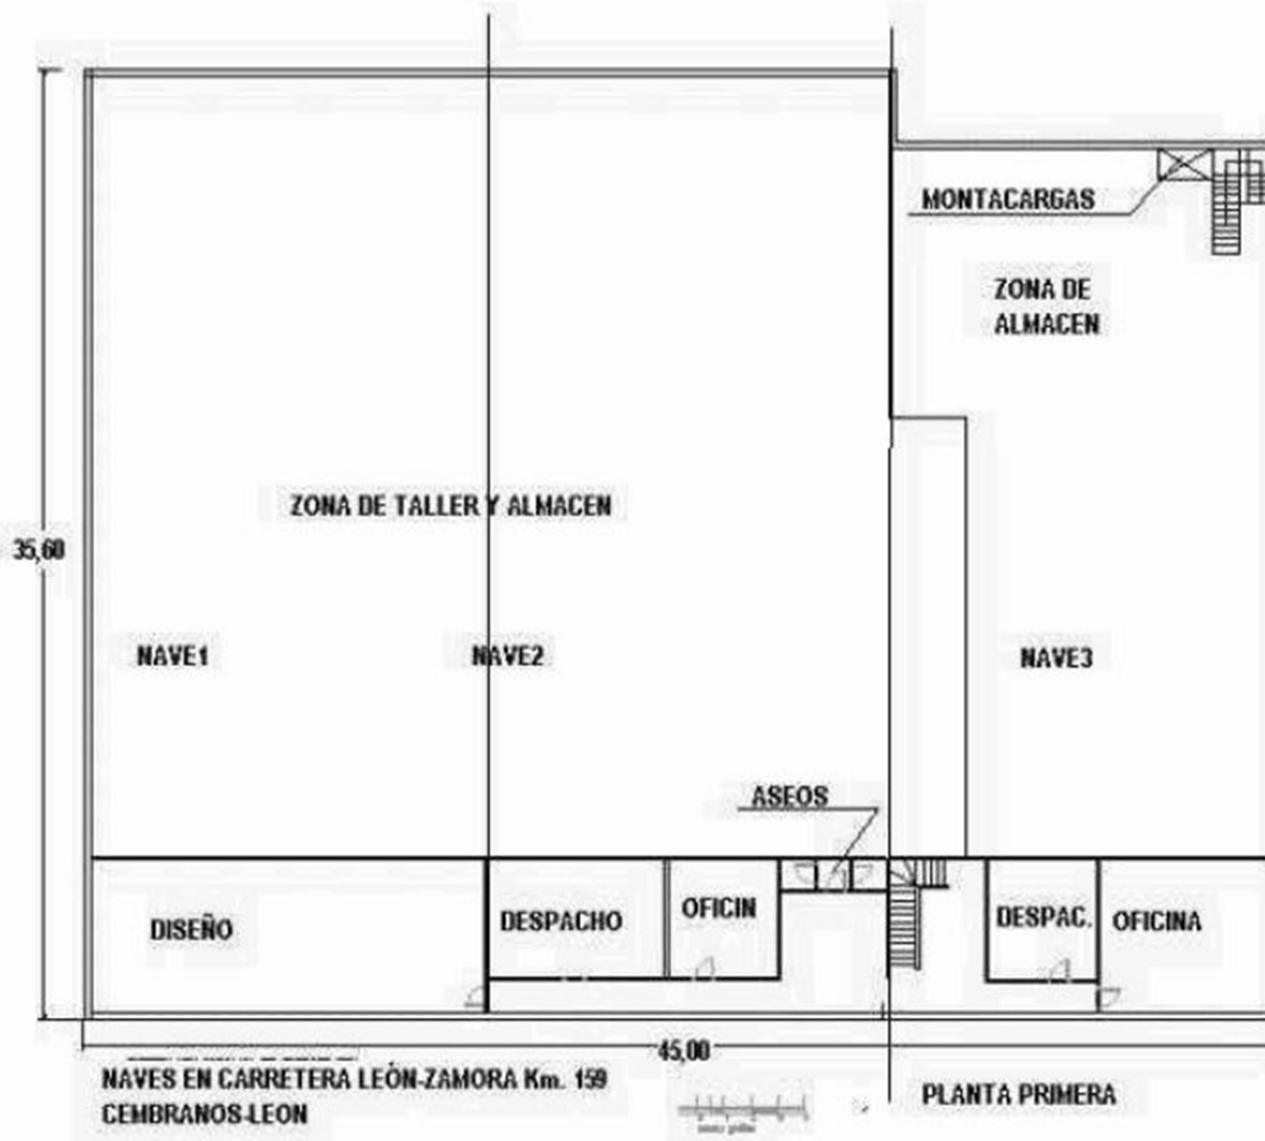 MONTACARGAS
ZONA DE
ALMACEN
ZONA DE TALLER Y ALMACEN
35,60
NAVE1
NAVE2
NAVE3
ASEOS
DISEÑO
DESPACHO
OFICIN
DESPAC.
OFICINA
45,00
NAVES EN CARRETERA LEÒN-ZAMORA Km. 159
CEMBRANOS-LEON
PLANTA PRIMERA